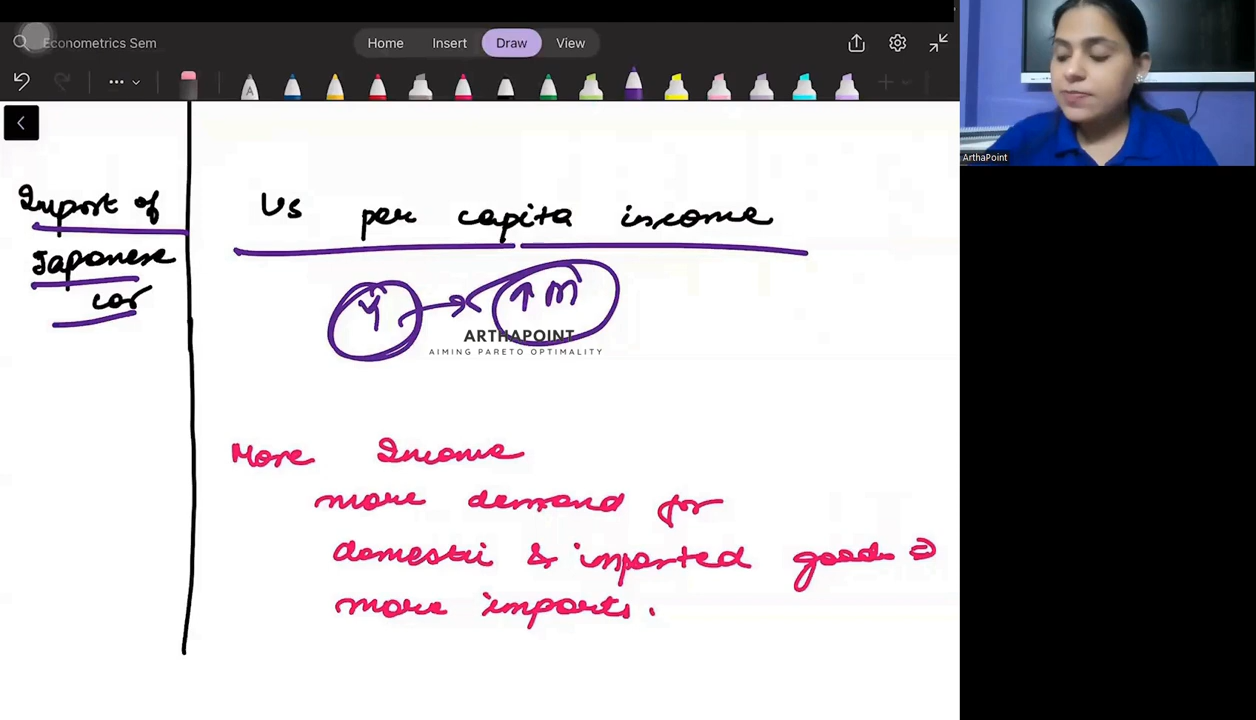 Econometrics Sem
Home Insert Draw View
A
ArthaPoint
Import of
Japanese
car
US per capita income
Y → ↑ M
ARTHAPOINT
AIMING PARETO OPTIMALITY
More Income
more demand for
domestic & imported goods ⇒
more imports.